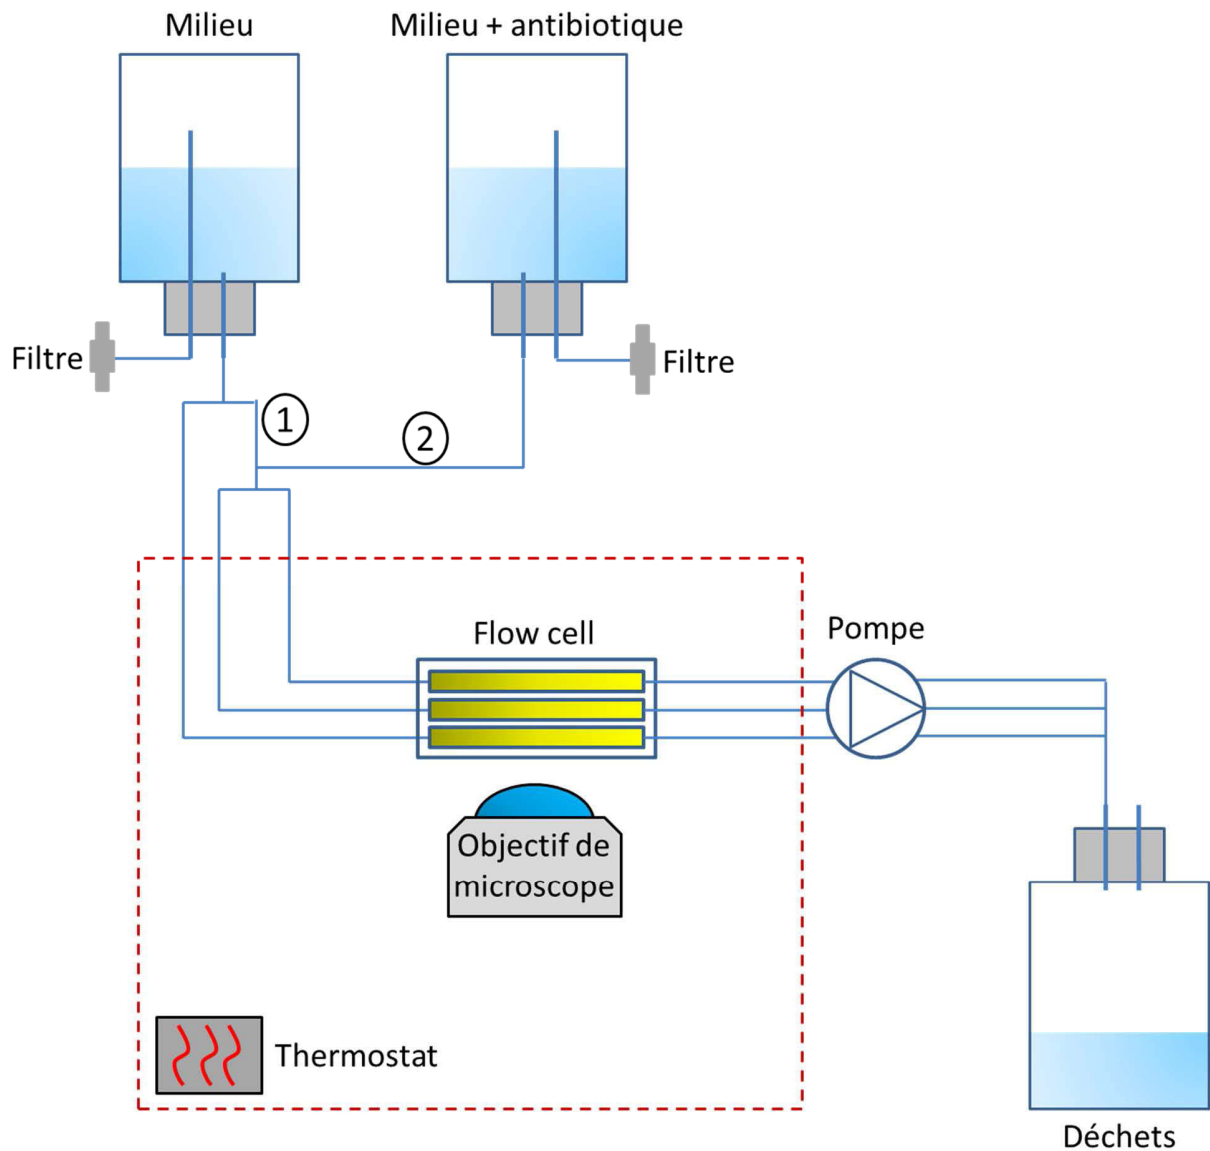 Milieu
Milieu + antibiotique
Filtre
Filtre
1
2
Flow cell
Pompe
Objectif de
microscope
Thermostat
Déchets